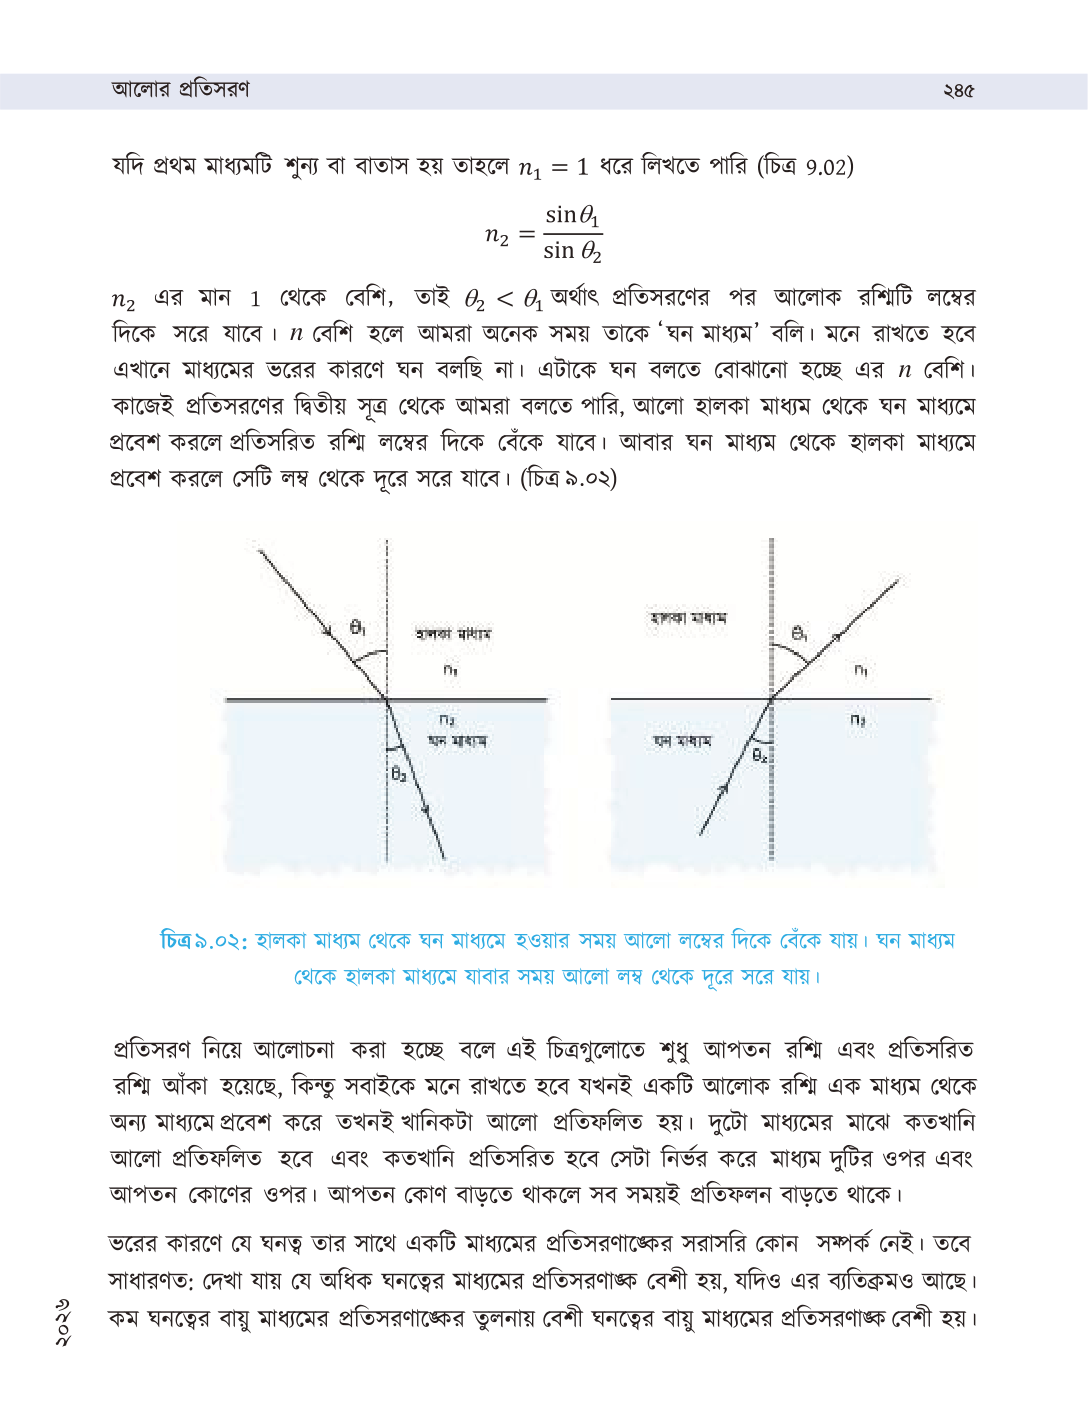 আলোর প্রতিসরণ ২৪৫
যদি প্রথম মাধ্যমটি শূন্য বা বাতাস হয় তাহলে n₁ = 1 ধরে লিখতে পারি (চিত্র 9.02)
n₂ = sinθ₁ / sin θ₂
n₂ এর মান 1 থেকে বেশি, তাই θ₂ < θ₁ অর্থাৎ প্রতিসরণের পর আলোক রশ্মিটি লম্বের
দিকে সরে যাবে। n বেশি হলে আমরা অনেক সময় তাকে ‘ঘন মাধ্যম’ বলি। মনে রাখতে হবে
এখানে মাধ্যমের ভরের কারণে ঘন বলছি না। এটাকে ঘন বলতে বোঝানো হচ্ছে এর n বেশি।
কাজেই প্রতিসরণের দ্বিতীয় সূত্র থেকে আমরা বলতে পারি, আলো হালকা মাধ্যম থেকে ঘন মাধ্যমে
প্রবেশ করলে প্রতিসরিত রশ্মি লম্বের দিকে বেঁকে যাবে। আবার ঘন মাধ্যম থেকে হালকা মাধ্যমে
প্রবেশ করলে সেটি লম্ব থেকে দূরে সরে যাবে। (চিত্র ৯.০২)
θ₁
হালকা মাধ্যম
n₁
n₂
ঘন মাধ্যম
θ₂
হালকা মাধ্যম
θ₁
n₁
n₂
ঘন মাধ্যম
θ₂
চিত্র ৯.০২: হালকা মাধ্যম থেকে ঘন মাধ্যমে হওয়ার সময় আলো লম্বের দিকে বেঁকে যায়। ঘন মাধ্যম
থেকে হালকা মাধ্যমে যাবার সময় আলো লম্ব থেকে দূরে সরে যায়।
প্রতিসরণ নিয়ে আলোচনা করা হচ্ছে বলে এই চিত্রগুলোতে শুধু আপতন রশ্মি এবং প্রতিসরিত
রশ্মি আঁকা হয়েছে, কিন্তু সবাইকে মনে রাখতে হবে যখনই একটি আলোক রশ্মি এক মাধ্যম থেকে
অন্য মাধ্যমে প্রবেশ করে তখনই খানিকটা আলো প্রতিফলিত হয়। দুটো মাধ্যমের মাঝে কতখানি
আলো প্রতিফলিত হবে এবং কতখানি প্রতিসরিত হবে সেটা নির্ভর করে মাধ্যম দুটির ওপর এবং
আপতন কোণের ওপর। আপতন কোণ বাড়তে থাকলে সব সময়ই প্রতিফলন বাড়তে থাকে।
ভরের কারণে যে ঘনত্ব তার সাথে একটি মাধ্যমের প্রতিসরণাঙ্কের সরাসরি কোন সম্পর্ক নেই। তবে
সাধারণত: দেখা যায় যে অধিক ঘনত্বের মাধ্যমের প্রতিসরণাঙ্ক বেশী হয়, যদিও এর ব্যতিক্রমও আছে।
কম ঘনত্বের বায়ু মাধ্যমের প্রতিসরণাঙ্কের তুলনায় বেশী ঘনত্বের বায়ু মাধ্যমের প্রতিসরণাঙ্ক বেশী হয়।
২০২৬